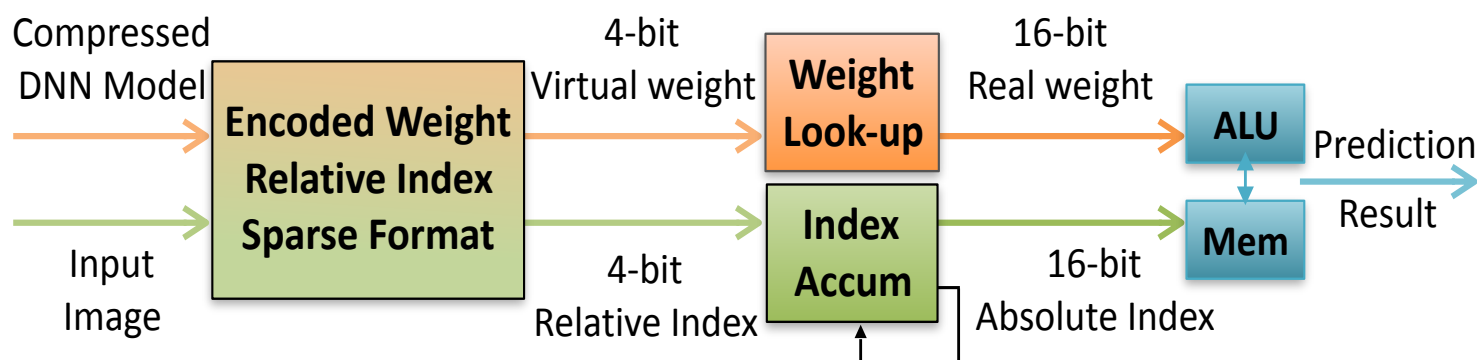 Compressed
DNN Model
Input
Image
Encoded Weight
Relative Index
Sparse Format
4-bit
Virtual weight
4-bit
Relative Index
Weight
Look-up
Index
Accum
16-bit
Real weight
16-bit
Absolute Index
ALU
Mem
Prediction
Result